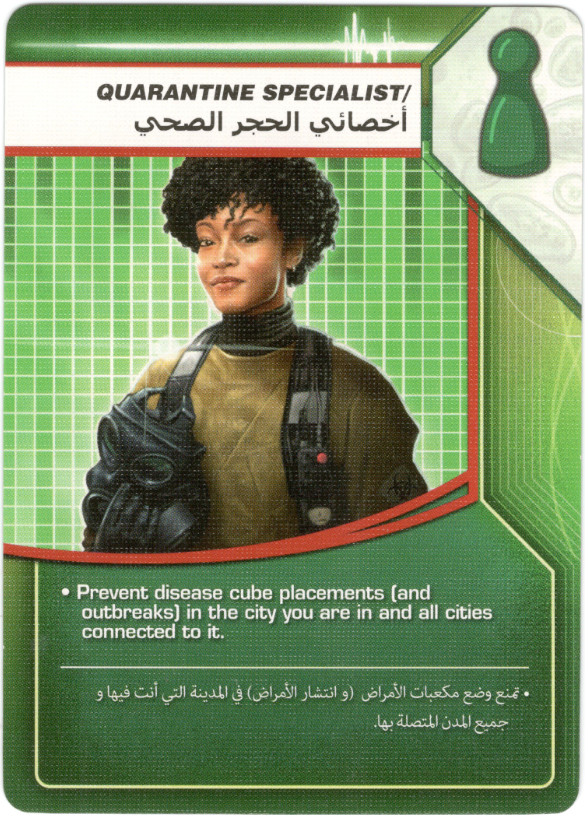 QUARANTINE SPECIALIST/
أخصائي الحجر الصحي
• Prevent disease cube placements (and
outbreaks) in the city you are in and all cities
connected to it.
• تمنع وضع مكعبات الأمراض (و انتشار الأمراض) في المدينة التي أنت فيها و
جميع المدن المتصلة بها.